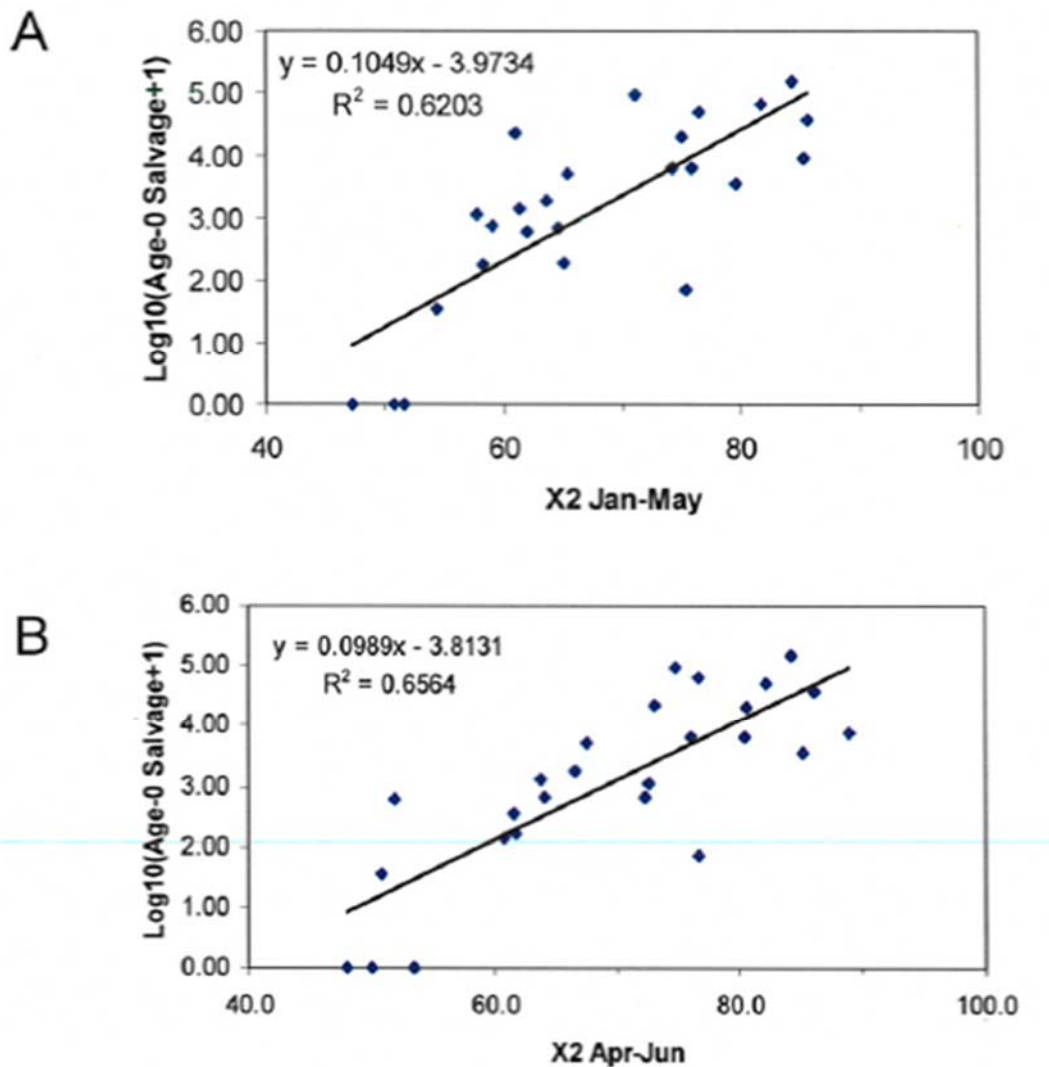 A
y = 0.1049x - 3.9734
R² = 0.6203
Log10(Age-0 Salvage+1)
6.00
5.00
4.00
3.00
2.00
1.00
0.00
40
60
80
100
X2 Jan-May
B
y = 0.0989x - 3.8131
R² = 0.6564
Log10(Age-0 Salvage+1)
6.00
5.00
4.00
3.00
2.00
1.00
0.00
40.0
60.0
80.0
100.0
X2 Apr-Jun